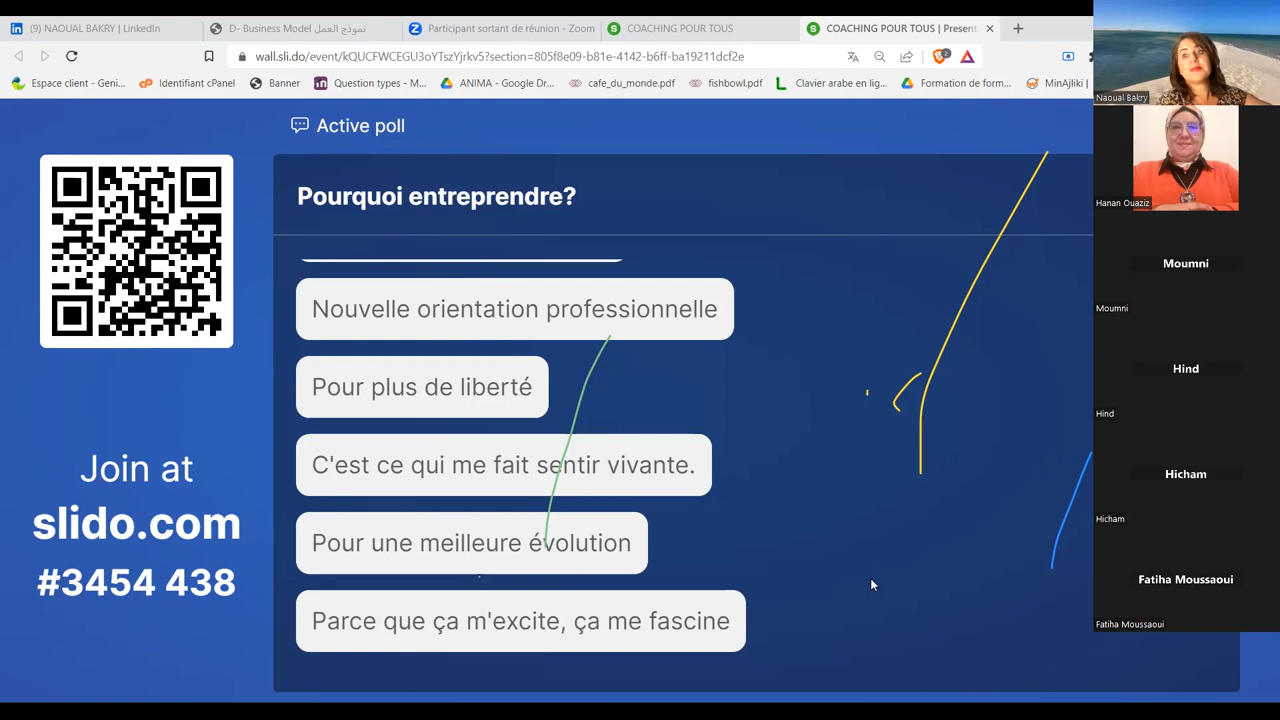 (9) NAOUAL BAKRY | LinkedIn
D- Business Model نموذج العمل
Participant sortant de réunion - Zoom
COACHING POUR TOUS
COACHING POUR TOUS | Present
wall.sli.do/event/kQUCFWCEGU3oYTszYjrkv5?section=805f8e09-b81e-4142-b6ff-ba19211dcf2e
2
Espace client - Geni...
Identifiants cPanel
Banner
Question types - M...
ANIMA- Google Dr...
cafe_du_monde.pdf
fishbowl.pdf
Clavier arabe en lig...
Formation de form...
MinAjliki
Active poll
Pourquoi entreprendre?
Nouvelle orientation professionnelle
Pour plus de liberté
C'est ce qui me fait sentir vivante.
Pour une meilleure évolution
Parce que ça m'excite, ça me fascine
Join at
slido.com
#3454 438
Naoual Bakry
Hanan Ouaziz
Moumni
Moumni
Hind
Hind
Hicham
Hicham
Fatiha Moussaoui
Fatiha Moussaoui